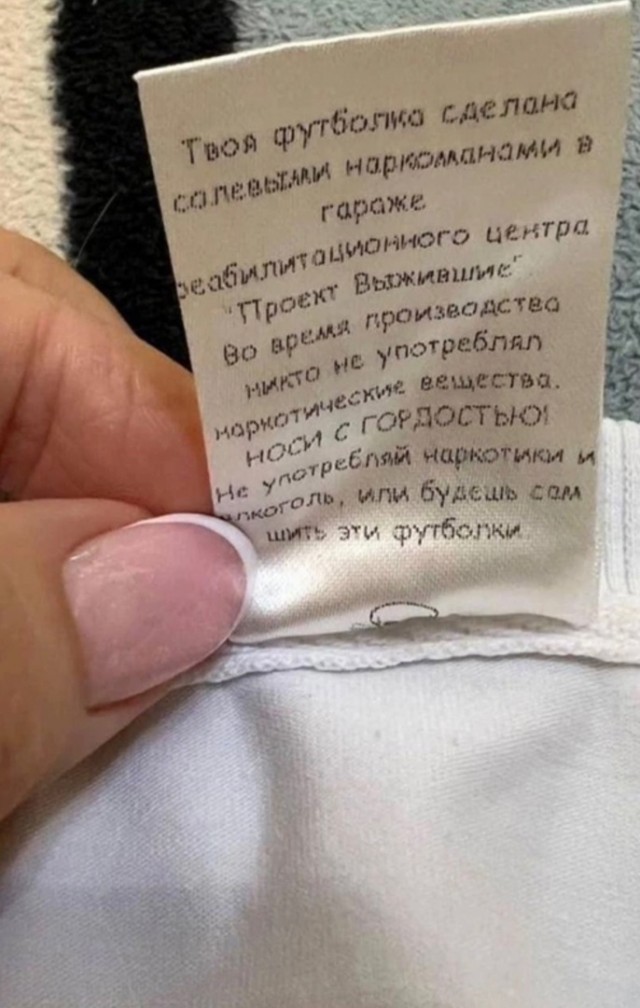 Твоя футболка сделана
солевыми наркоманами в
гараже
реабилитационного центра
"Проект Выжившие".
Во время производства
никто не употреблял
наркотические вещества.
НОСИ С ГОРДОСТЬЮ!
Не употребляй наркотики и
алкоголь, или будешь сам
шить эти футболки